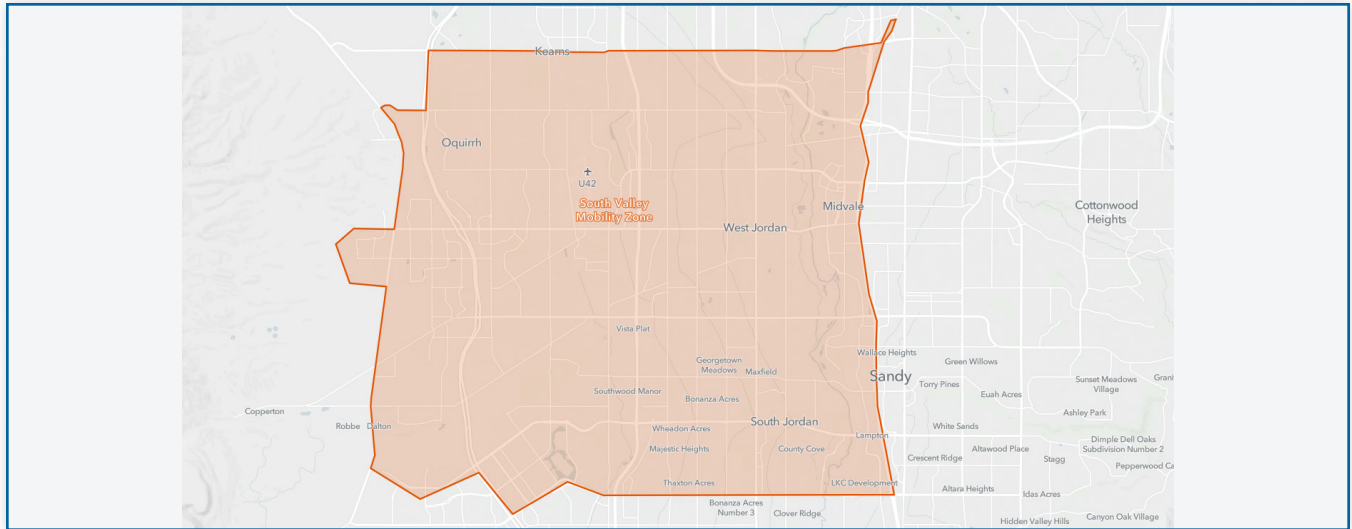 Kearns
Oquirrh
U42
South Valley
Mobility Zone
Midvale
Cottonwood
Heights
West Jordan
Vista Plat
Wallace Heights
Georgetown
Meadows
Maxfield
Green Willows
Sandy
Torry Pines
Sunset Meadows
Village
Grani
Southwood Manor
Bonanza Acres
Euah Acres
Copperton
Robbe
Dalton
South Jordan
Ashley Park
Wheadon Acres
Lampton
White Sands
Majestic Heights
County Cove
Crescent Ridge
Altawood Place
Stagg
Dimple Dell Oaks
Subdivision Number 2
Pepperwood Ca
Thaxton Acres
LKC Development
Altara Heights
Idas Acres
Bonanza Acres
Number 3
Clover Ridge
Hidden Valley Hills
Canyon Oak Village